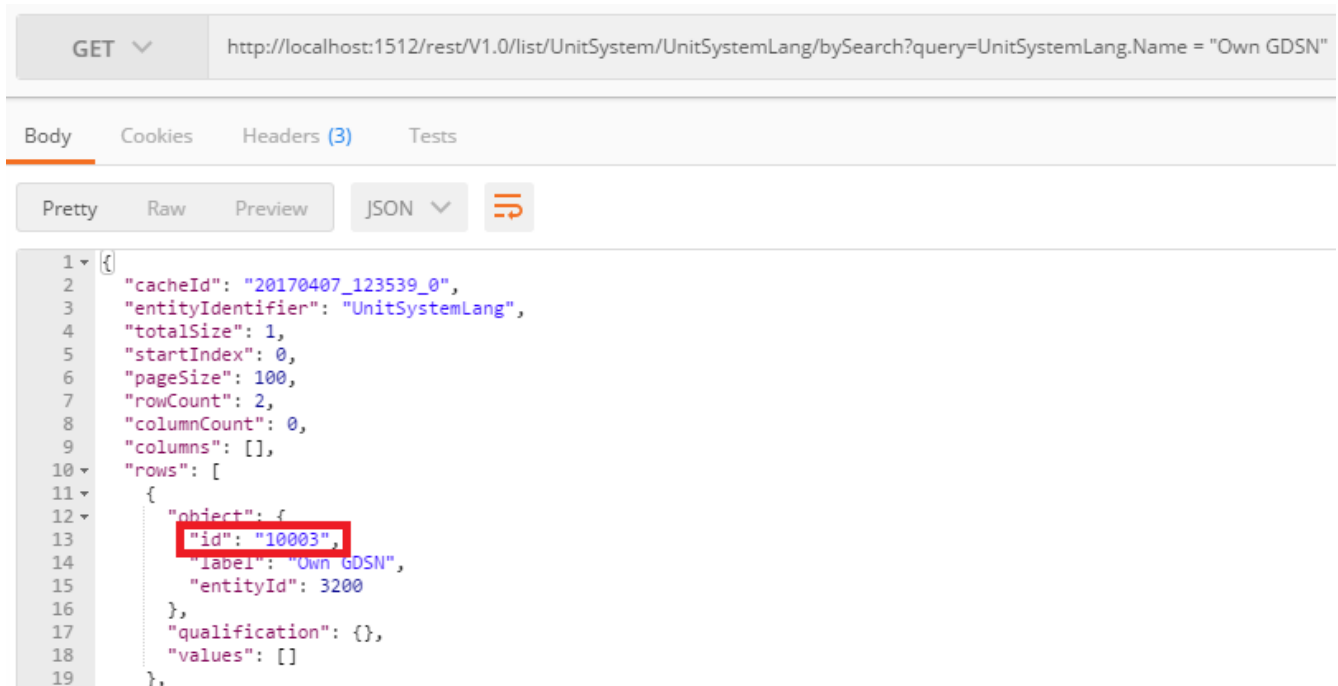 GET http://localhost:1512/rest/V1.0/list/UnitSystem/UnitSystemLang/bySearch?query=UnitSystemLang.Name = "Own GDSN"
Body Cookies Headers (3) Tests
Pretty Raw Preview JSON
1 {
2 "cacheId": "20170407_123539_0",
3 "entityIdentifier": "UnitSystemLang",
4 "totalSize": 1,
5 "startIndex": 0,
6 "pageSize": 100,
7 "rowCount": 2,
8 "columnCount": 0,
9 "columns": [],
10 "rows": [
11 {
12 "object": {
13 "id": "10003",
14 "label": "Own GDSN",
15 "entityId": 3200
16 },
17 "qualification": {},
18 "values": []
19 },